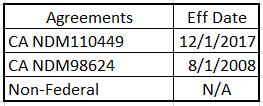 Agreements Eff Date
CA NDM110449 12/1/2017
CA NDM98624 8/1/2008
Non-Federal N/A